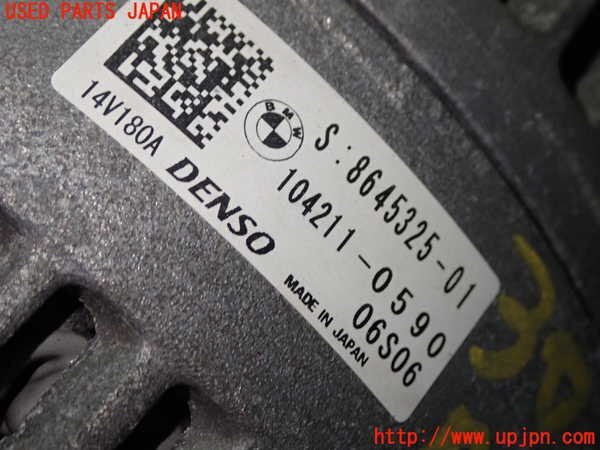 USED PARTS JAPAN
14V180A
BMW
S:8645325-01
DENSO
104211-0590
MADE IN JAPAN
06S06
http://www.upjpn.com/